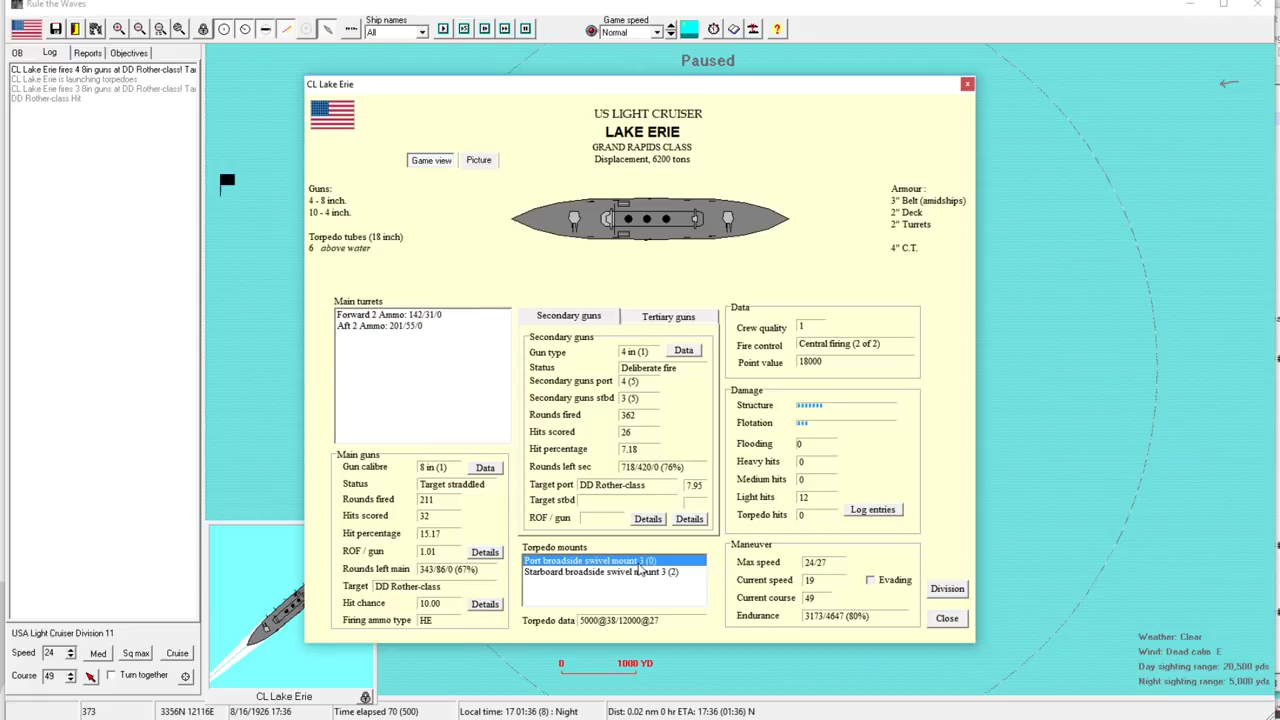 Rule the Waves
Ship names
All
Game speed
Normal
OB
Log
Reports
Objectives
CL Lake Erie fires 4 8in guns at DD Rother-class! Ta
CL Lake Erie is launching torpedoes
CL Lake Erie fires 3 8in guns at DD Rother-class! Ta
DD Rother-class Hit
Paused
CL Lake Erie
US LIGHT CRUISER
LAKE ERIE
GRAND RAPIDS CLASS
Displacement, 6200 tons
Game view
Picture
Guns:
4 - 8 inch.
10 - 4 inch.
Torpedo tubes (18 inch)
6 above water
Armour :
3" Belt (amidships)
2" Deck
2" Turrets
4" C.T.
Main turrets
Forward 2 Ammo: 142/31/0
Aft 2 Ammo: 201/55/0
Main guns
Gun calibre 8 in (1) Data
Status Target straddled
Rounds fired 211
Hits scored 32
Hit percentage 15.17
ROF / gun 1.01 Details
Rounds left main 343/86/0 (67%)
Target DD Rother-class
Hit chance 10.00 Details
Firing ammo type HE
Secondary guns
Tertiary guns
Secondary guns
Gun type 4 in (1) Data
Status Deliberate fire
Secondary guns port 4 (5)
Secondary guns stbd 3 (5)
Rounds fired 362
Hits scored 26
Hit percentage 7.18
Rounds left sec 718/420/0 (76%)
Target port DD Rother-class 7.95
Target stbd
ROF / gun Details Details
Torpedo mounts
Port broadside swivel mount 3 (0)
Starboard broadside swivel mount 3 (2)
Torpedo data 5000@38/12000@27
Data
Crew quality 1
Fire control Central firing (2 of 2)
Point value 18000
Damage
Structure
Flotation
Flooding 0
Heavy hits 0
Medium hits 0
Light hits 12
Torpedo hits 0
Log entries
Maneuver
Max speed 24/27
Current speed 19
Evading
Current course 49
Endurance 3173/4647 (80%)
Division
Close
USA Light Cruiser Division 11
Speed 24 Med Sq max Cruise
Course 49 Turn together
CL Lake Erie
0 1000 YD
Weather: Clear
Wind: Dead calm E
Day sighting range: 20,500 yds
Night sighting range: 5,000 yds
373
3356N 12116E
8/16/1926 17:36
Time elapsed 70 (500)
Local time: 17 01:36 (8) : Night
Dist: 0.02 nm 0 hr ETA: 17:36 (01:36) N